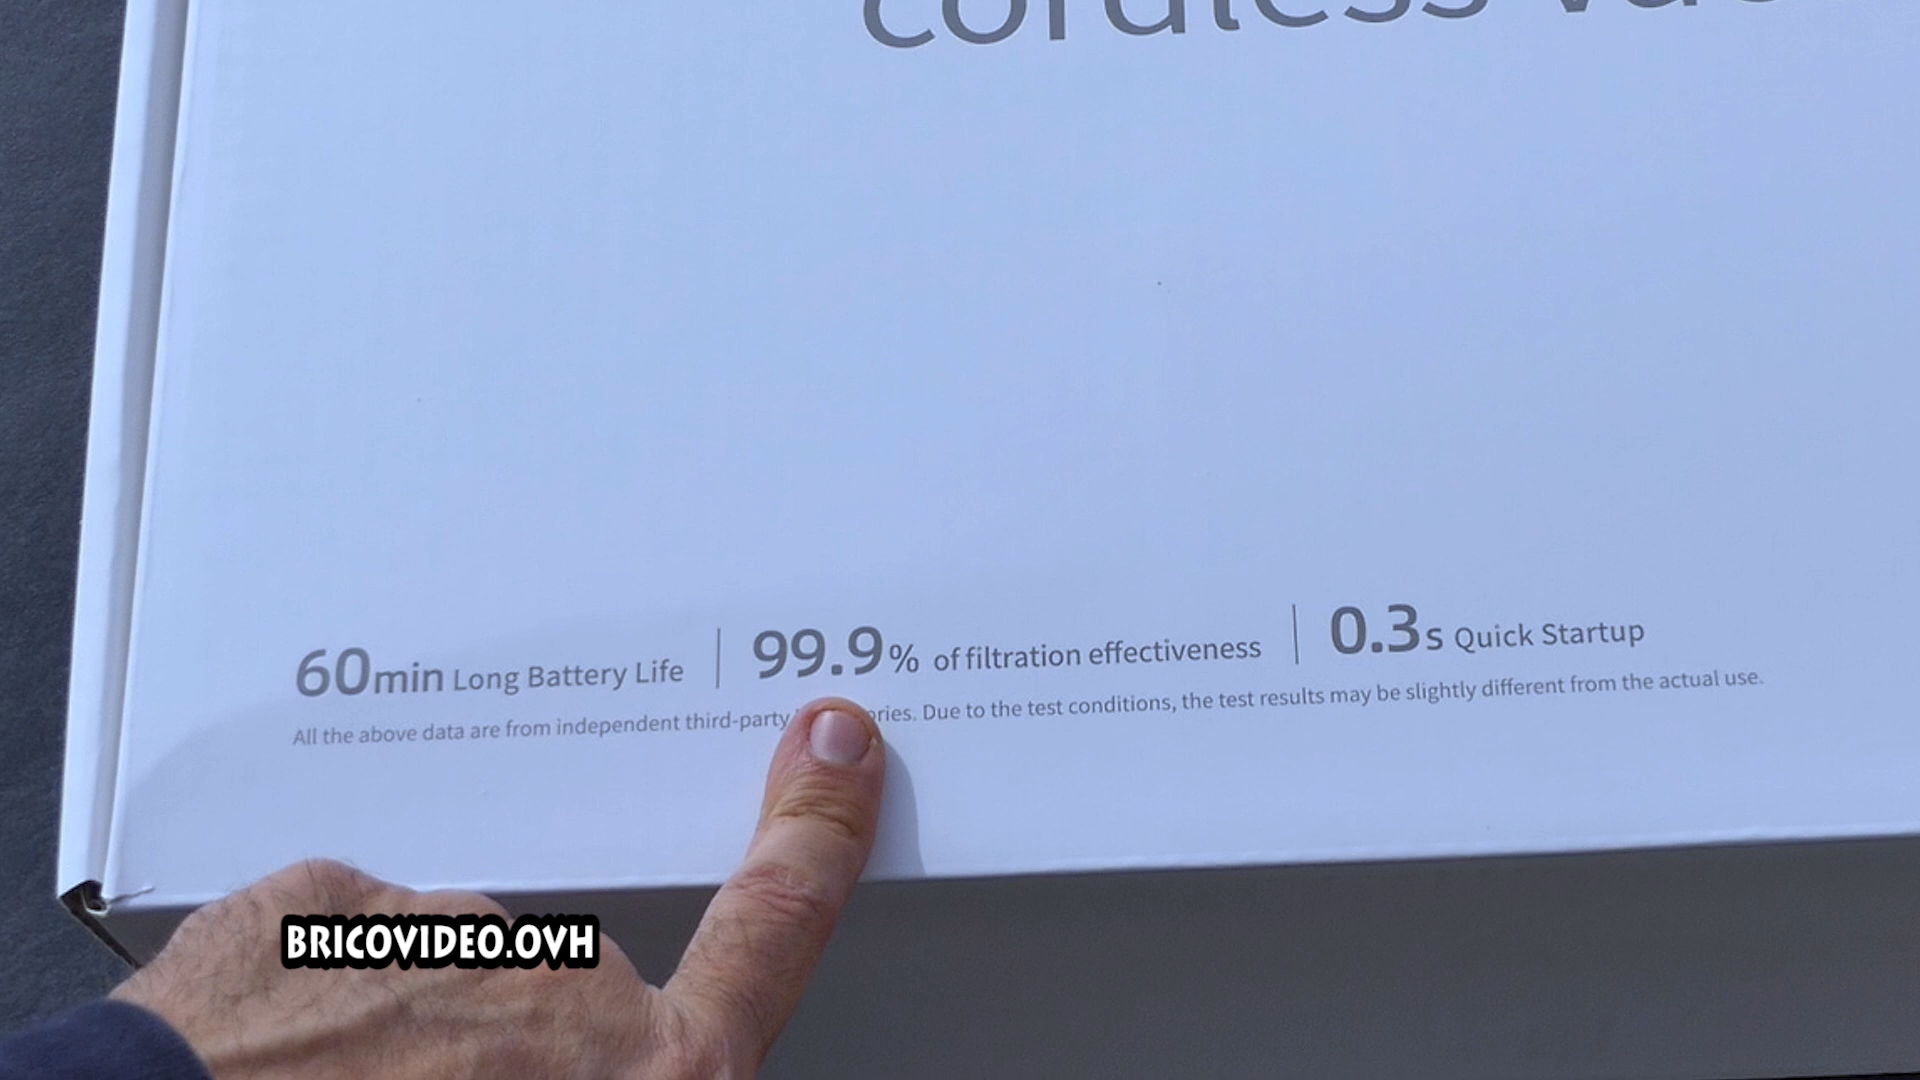 cordless
60min Long Battery Life | 99.9% of filtration effectiveness | 0.3s Quick Startup
All the above data are from independent third-party Due to the test conditions, the test results may be slightly different from the actual use.
BRICOVIDEO.OVH